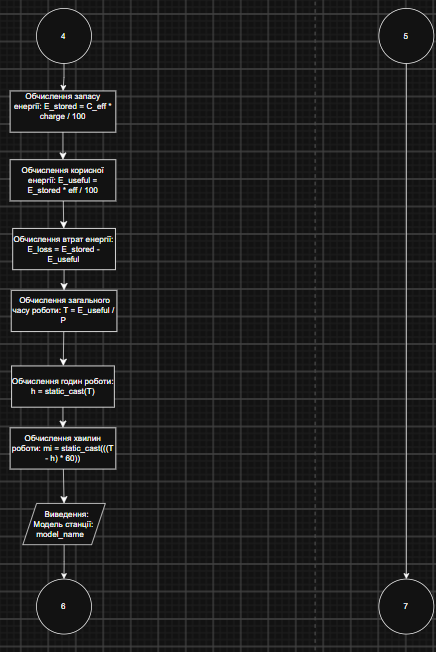 4
Обчислення запасу
енергії: E_stored = C_eff *
charge / 100
Обчислення корисної
енергії: E_useful =
E_stored * eff / 100
Обчислення втрат енергії:
E_loss = E_stored -
E_useful
Обчислення загального
часу роботи: T = E_useful /
P
Обчислення годин роботи:
h = static_cast(T)
Обчислення хвилин
роботи: mi = static_cast(((T
- h) * 60))
Виведення:
Модель станції:
model_name
6
5
7